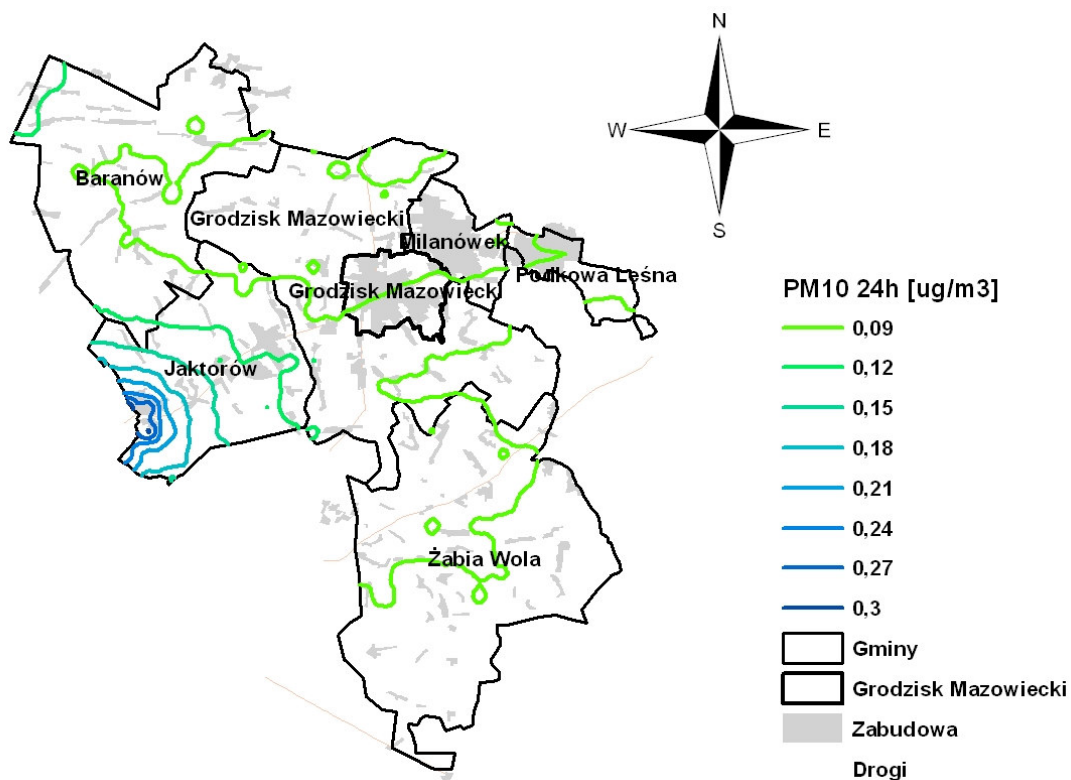 N
W
E
S
Baranów
Grodzisk Mazowiecki
Milanówek
Podkowa Leśna
Grodzisk Mazowiecki
Jaktorów
Żabia Wola
PM10 24h [ug/m3]
0,09
0,12
0,15
0,18
0,21
0,24
0,27
0,3
Gminy
Grodzisk Mazowiecki
Zabudowa
Drogi